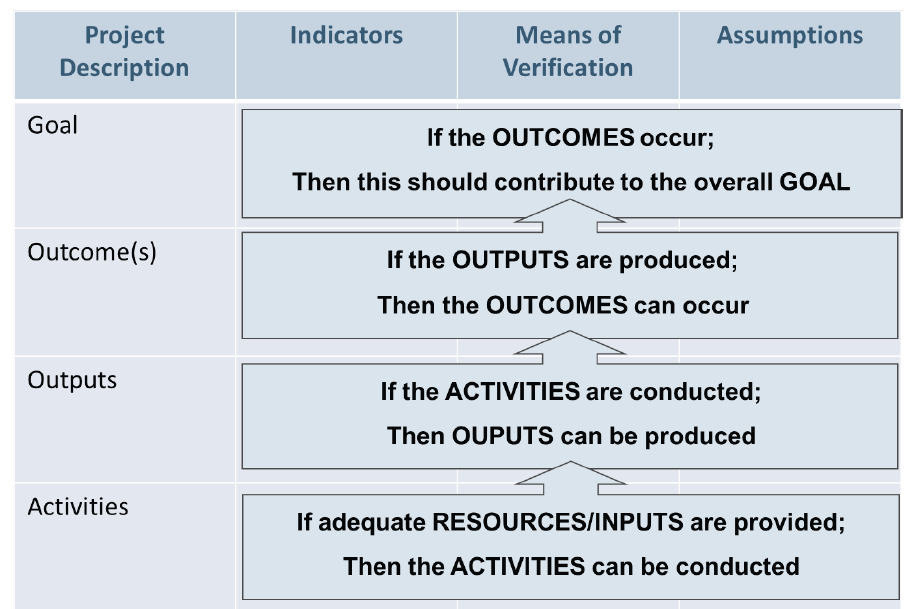 Project
Description
Indicators
Means of
Verification
Assumptions
Goal
If the OUTCOMES occur;
Then this should contribute to the overall GOAL
Outcome(s)
If the OUTPUTS are produced;
Then the OUTCOMES can occur
Outputs
If the ACTIVITIES are conducted;
Then OUPUTS can be produced
Activities
If adequate RESOURCES/INPUTS are provided;
Then the ACTIVITIES can be conducted